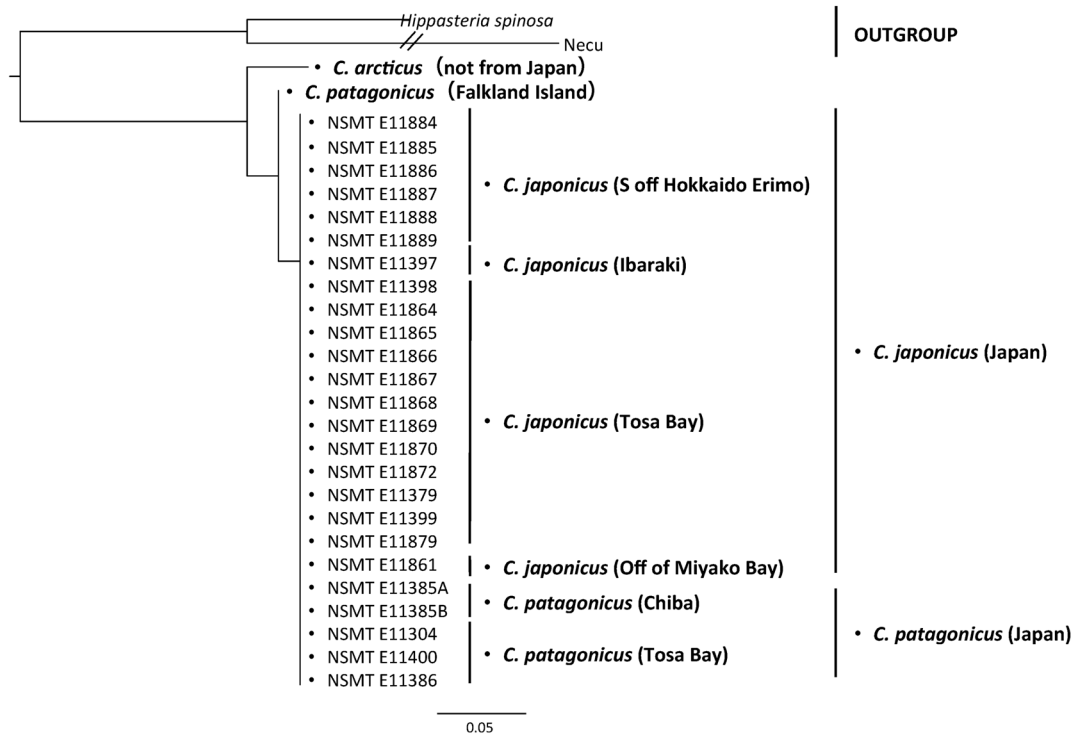 Hippasteria spinosa
Necu
OUTGROUP
• C. arcticus (not from Japan)
• C. patagonicus (Falkland Island)
• NSMT E11884
• NSMT E11885
• NSMT E11886
• NSMT E11887
• NSMT E11888
• NSMT E11889
• C. japonicus (S off Hokkaido Erimo)
• NSMT E11397
• C. japonicus (Ibaraki)
• NSMT E11398
• NSMT E11864
• NSMT E11865
• NSMT E11866
• NSMT E11867
• NSMT E11868
• NSMT E11869
• NSMT E11870
• NSMT E11872
• NSMT E11379
• NSMT E11399
• NSMT E11879
• C. japonicus (Tosa Bay)
• NSMT E11861
• C. japonicus (Off of Miyako Bay)
• C. japonicus (Japan)
• NSMT E11385A
• NSMT E11385B
• C. patagonicus (Chiba)
• NSMT E11304
• NSMT E11400
• NSMT E11386
• C. patagonicus (Tosa Bay)
• C. patagonicus (Japan)
0.05